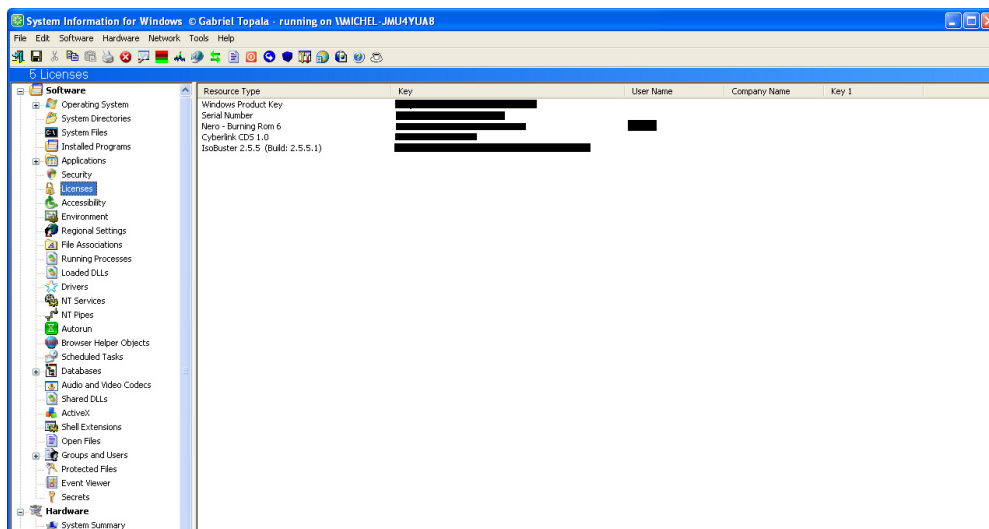 System Information for Windows © Gabriel Topala - running on \\MICHEL-JMU4YUA8
File Edit Software Hardware Network Tools Help
5 Licenses
Software
Operating System
System Directories
System Files
Installed Programs
Applications
Security
Licenses
Accessibility
Environment
Regional Settings
File Associations
Running Processes
Loaded DLLs
Drivers
NT Services
NT Pipes
Autorun
Browser Helper Objects
Scheduled Tasks
Databases
Audio and Video Codecs
Shared DLLs
ActiveX
Shell Extensions
Open Files
Groups and Users
Protected Files
Event Viewer
Secrets
Hardware
System Summary
Resource Type Key User Name Company Name Key 1
Windows Product Key
Serial Number
Nero - Burning Rom 6
Cyberlink CDS 1.0
IsoBuster 2.5.5 (Build: 2.5.5.1)